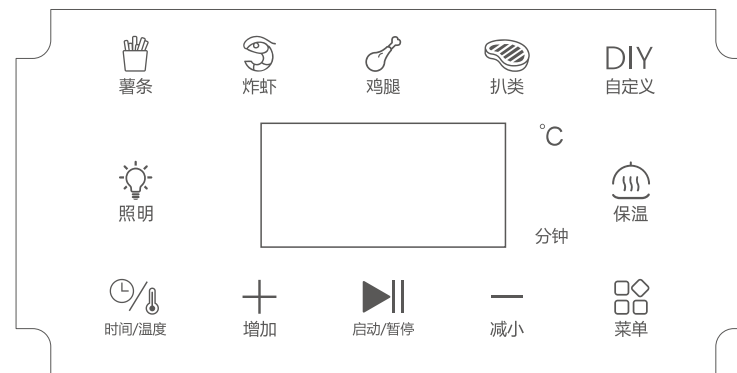 薯条
炸虾
鸡腿
扒类
DIY
自定义
°C
照明
保温
分钟
时间/温度
增加
启动/暂停
减小
菜单